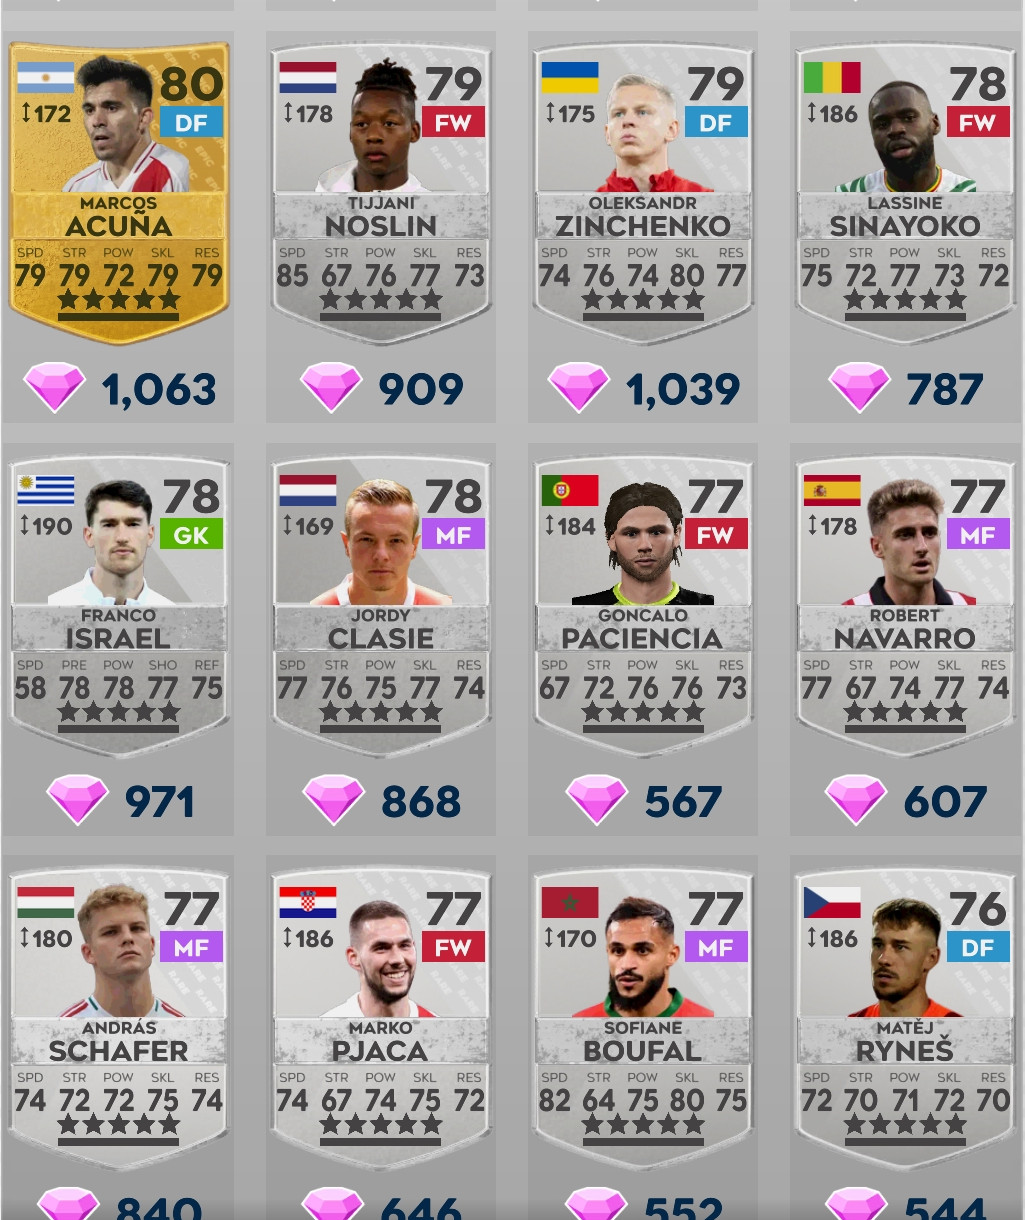 80
↕172
DF
MARCOS
ACUÑA
SPD STR POW SKL RES
79 79 72 79 79
1,063
79
↕178
FW
TIJJANI
NOSLIN
SPD STR POW SKL RES
85 67 76 77 73
909
79
↕175
DF
OLEKSANDR
ZINCHENKO
SPD STR POW SKL RES
74 76 74 80 77
1,039
78
↕186
FW
LASSINE
SINAYOKO
SPD STR POW SKL RES
75 72 77 73 72
787
78
↕190
GK
FRANCO
ISRAEL
SPD PRE POW SHO REF
58 78 78 77 75
971
78
↕169
MF
JORDY
CLASIE
SPD STR POW SKL RES
77 76 75 77 74
868
77
↕184
FW
GONCALO
PACIENCIA
SPD STR POW SKL RES
67 72 76 76 73
567
77
↕178
MF
ROBERT
NAVARRO
SPD STR POW SKL RES
77 67 74 77 74
607
77
↕180
MF
ANDRÁS
SCHAFER
SPD STR POW SKL RES
74 72 72 75 74
840
77
↕186
FW
MARKO
PJACA
SPD STR POW SKL RES
74 67 74 75 72
646
77
↕170
MF
SOFIANE
BOUFAL
SPD STR POW SKL RES
82 64 75 80 75
552
76
↕186
DF
MATĚJ
RYNEŠ
SPD STR POW SKL RES
72 70 71 72 70
544